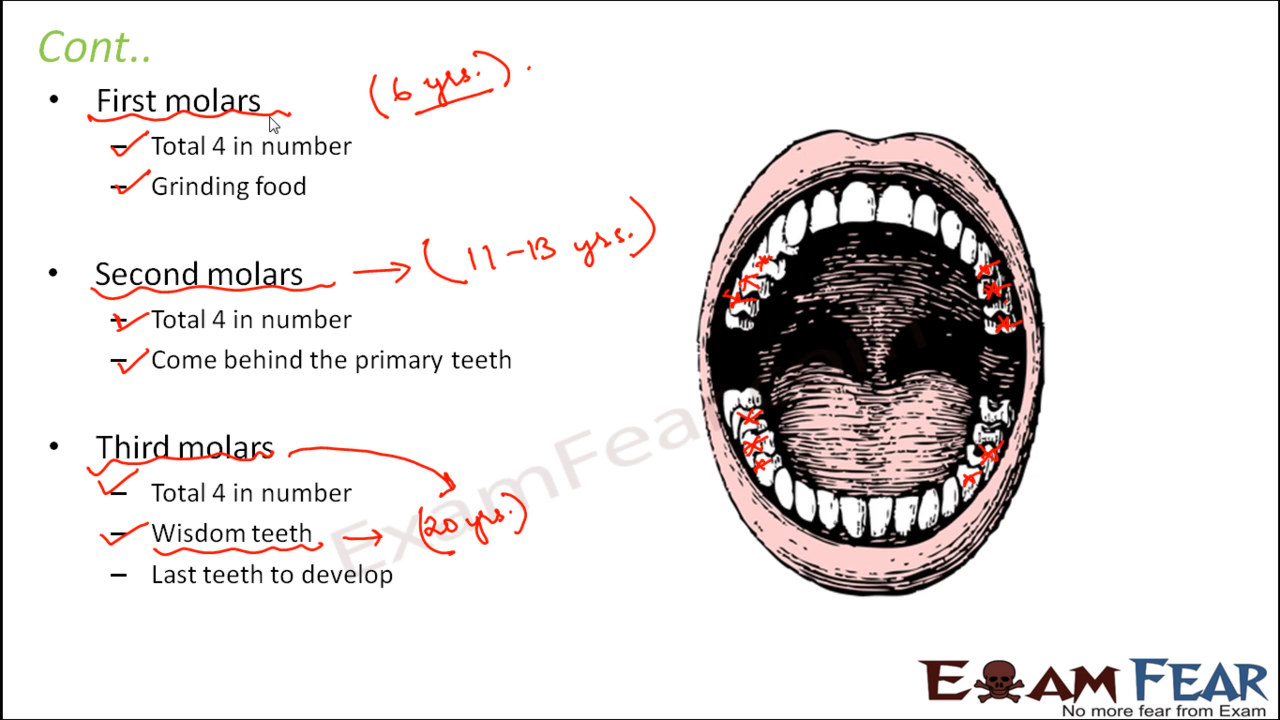 Cont..
• First molars (6 yrs.).
– Total 4 in number
– Grinding food
• Second molars → (11-13 yrs.)
– Total 4 in number
– Come behind the primary teeth
• Third molars
– Total 4 in number
– Wisdom teeth → (20 yrs.)
– Last teeth to develop
ExamFear.com
EXAM FEAR
No more fear from Exam